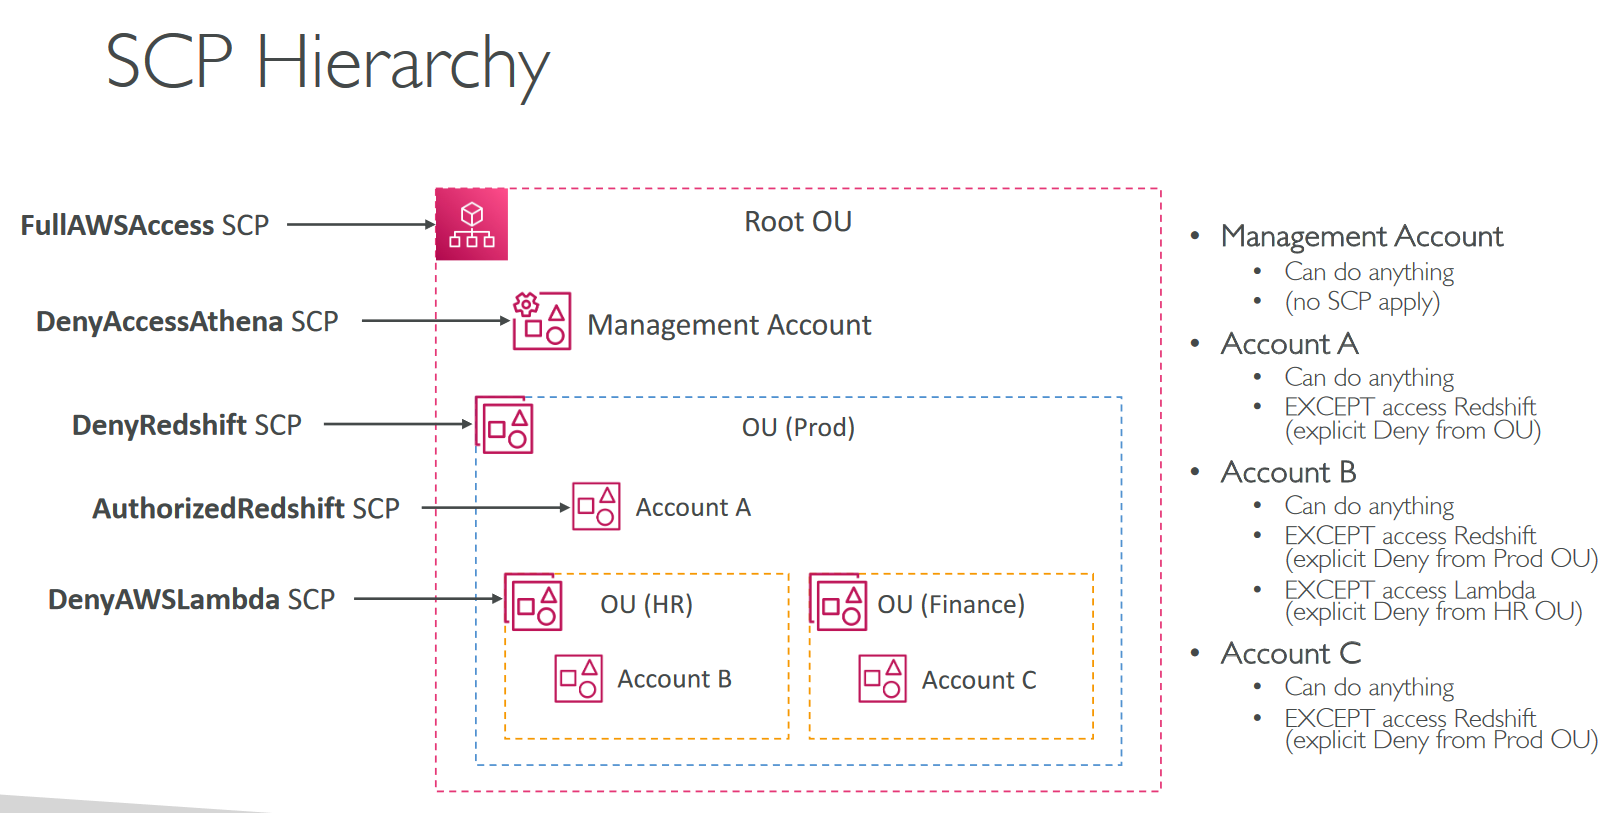 SCP Hierarchy
FullAWSAccess SCP
Root OU
DenyAccessAthena SCP
Management Account
DenyRedshift SCP
OU (Prod)
AuthorizedRedshift SCP
Account A
DenyAWSLambda SCP
OU (HR)
OU (Finance)
Account B
Account C
• Management Account
• Can do anything
• (no SCP apply)
• Account A
• Can do anything
• EXCEPT access Redshift
(explicit Deny from OU)
• Account B
• Can do anything
• EXCEPT access Redshift
(explicit Deny from Prod OU)
• EXCEPT access Lambda
(explicit Deny from HR OU)
• Account C
• Can do anything
• EXCEPT access Redshift
(explicit Deny from Prod OU)